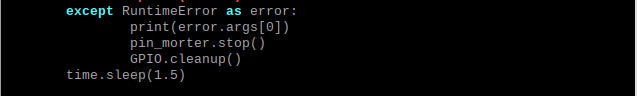 except RuntimeError as error:
print(error.args[0])
pin_morter.stop()
GPIO.cleanup()
time.sleep(1.5)